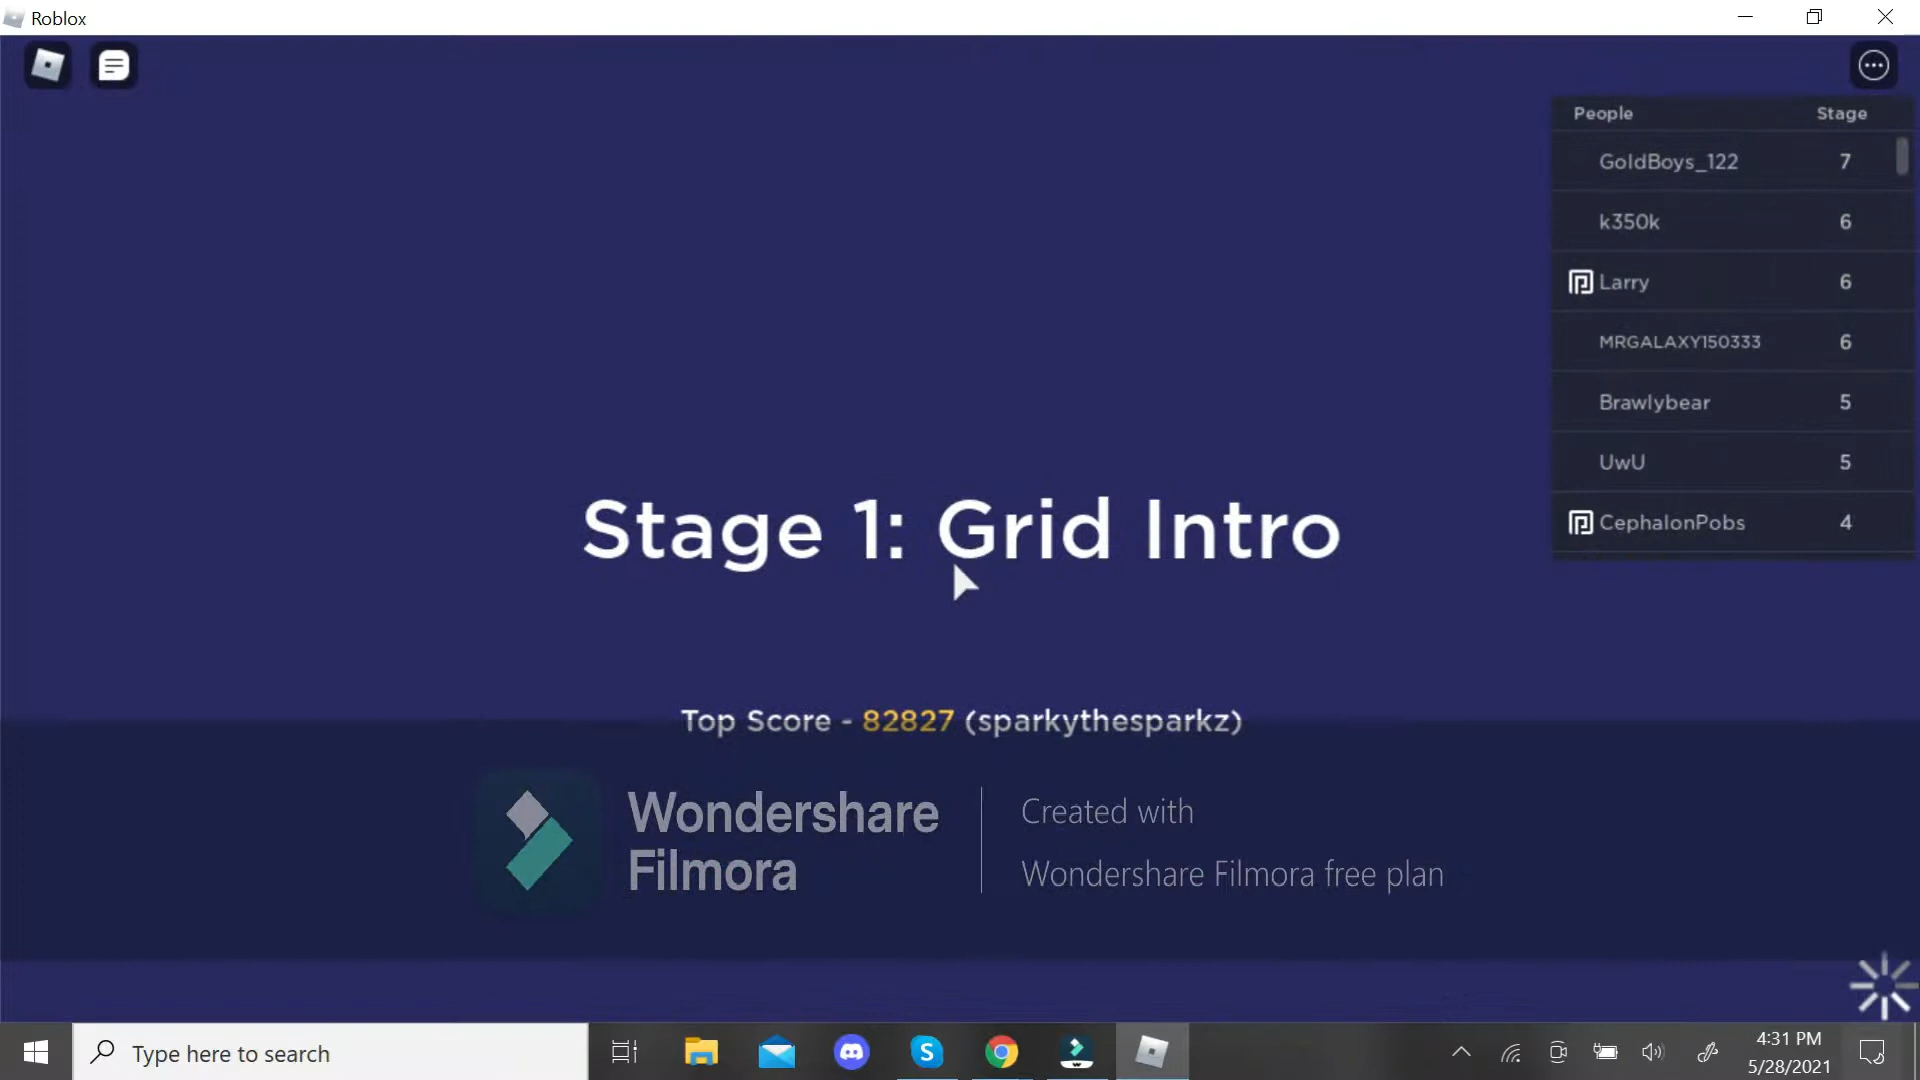 Roblox
People Stage
GoldBoys_122 7
k350k 6
Larry 6
MRGALAXY150333 6
Brawlybear 5
UwU 5
CephalonPobs 4
Stage 1: Grid Intro
Top Score - 82827 (sparkythesparkz)
Wondershare
Filmora
Created with
Wondershare Filmora free plan
Type here to search
4:31 PM
5/28/2021